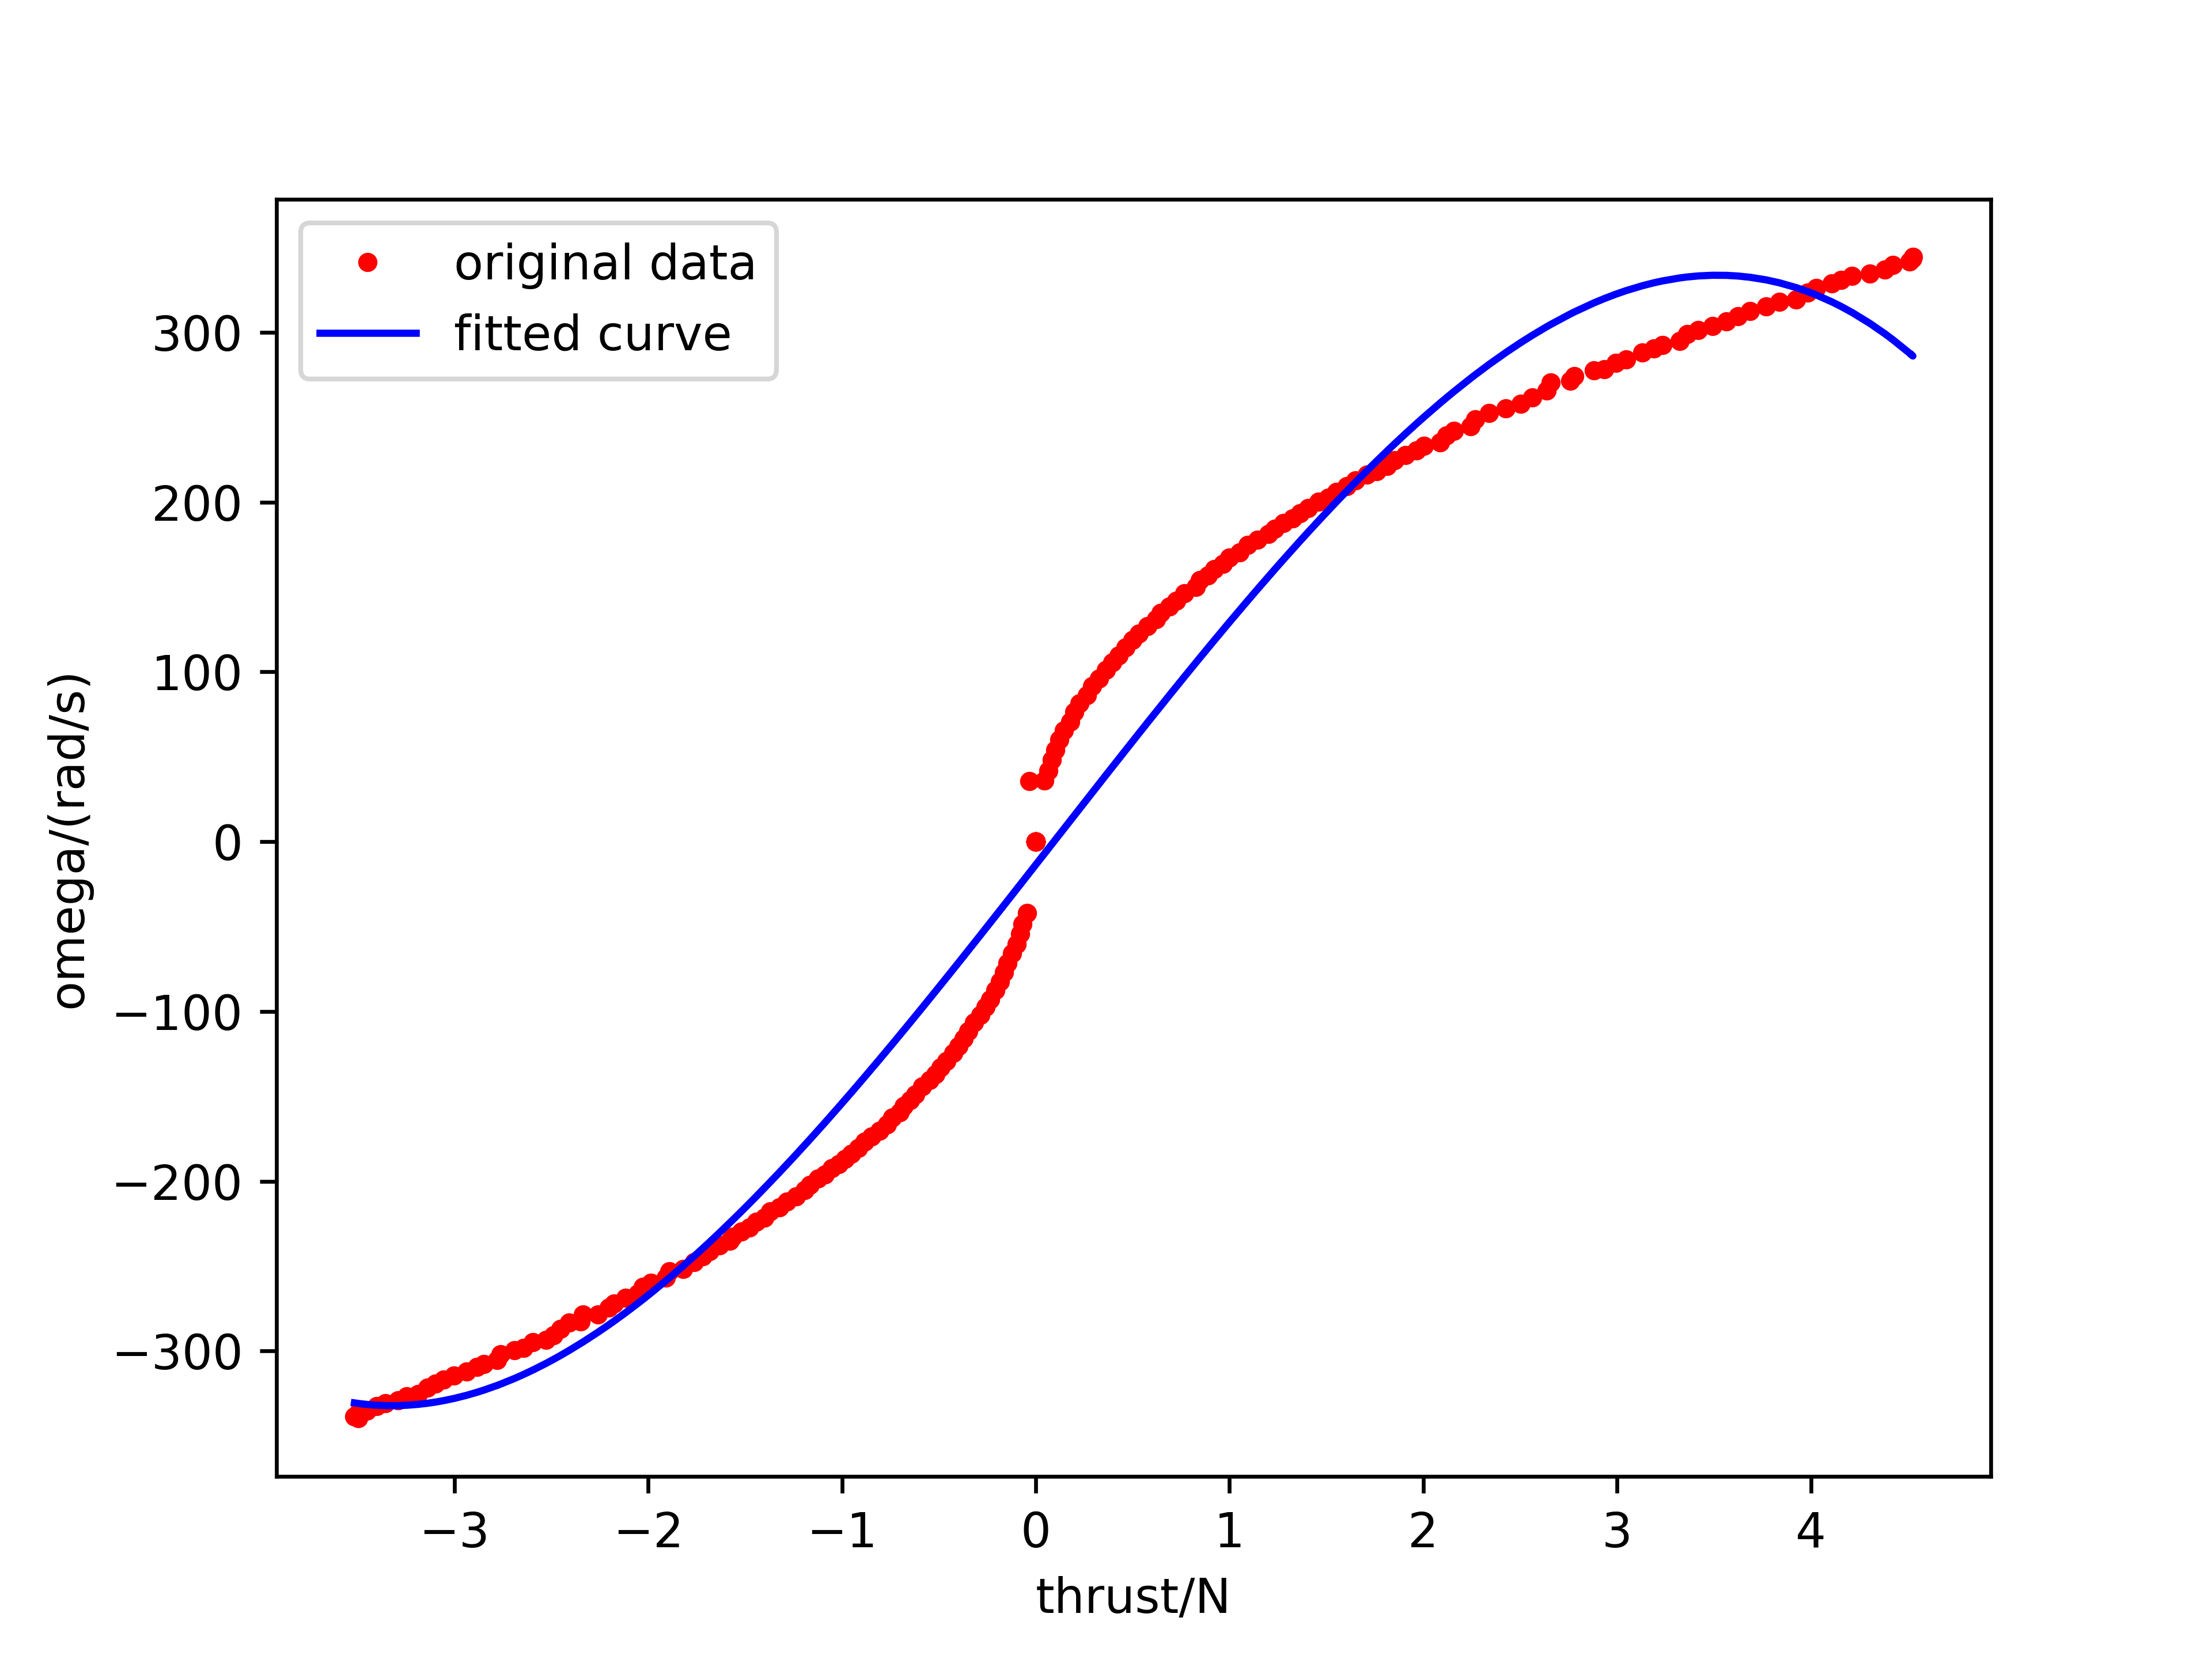 original data
fitted curve
300
200
100
0
−100
−200
−300
omega/(rad/s)
−3 −2 −1 0 1 2 3 4
thrust/N